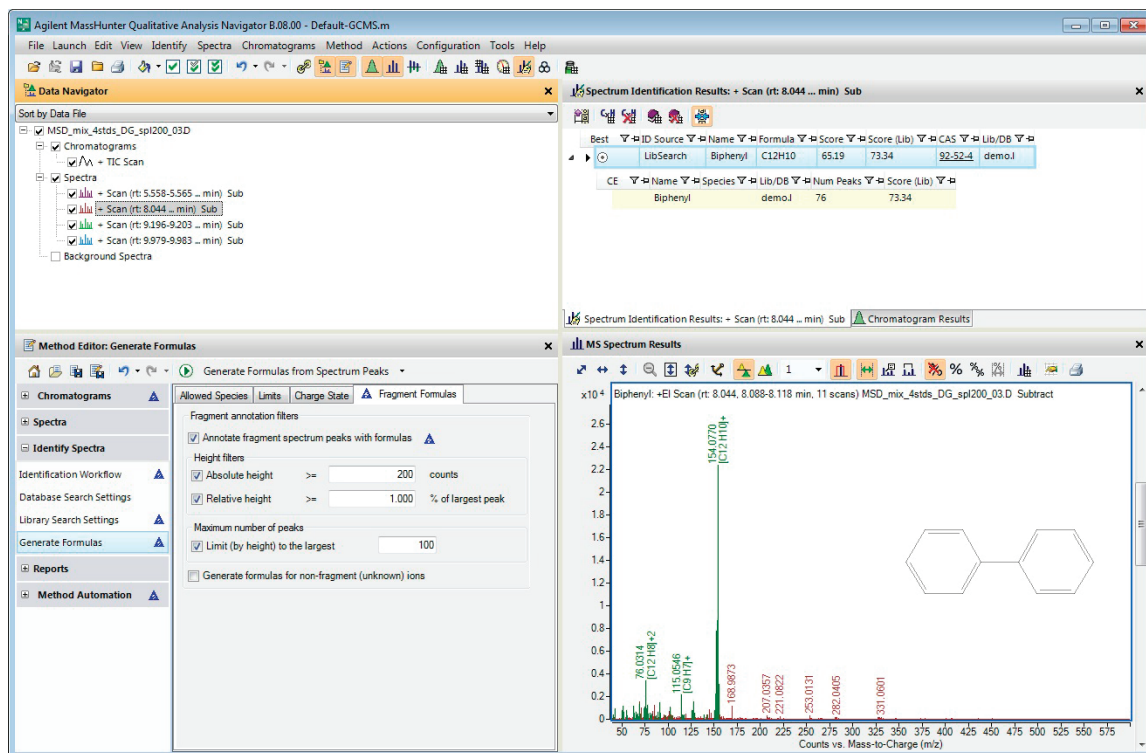 Agilent MassHunter Qualitative Analysis Navigator B.08.00 - Default-GCMS.m
File Launch Edit View Identify Spectra Chromatograms Method Actions Configuration Tools Help
Data Navigator
Sort by Data File
MSD_mix_4stds_DG_spl200_03.D
Chromatograms
+ TIC Scan
Spectra
+ Scan (rt: 5.558-5.565 ... min) Sub
+ Scan (rt: 8.044 ... min) Sub
+ Scan (rt: 9.196-9.203 ... min) Sub
+ Scan (rt: 9.979-9.983 ... min) Sub
Background Spectra
Spectrum Identification Results: + Scan (rt: 8.044 ... min) Sub
Best ID Source Name Formula Score Score (Lib) CAS Lib/DB
LibSearch Biphenyl C12H10 65.19 73.34 92-52-4 demo.l
CE Name Species Lib/DB Num Peaks Score (Lib)
Biphenyl demo.l 76 73.34
Spectrum Identification Results: + Scan (rt: 8.044 ... min) Sub
Chromatogram Results
Method Editor: Generate Formulas
Generate Formulas from Spectrum Peaks
Chromatograms
Spectra
Identify Spectra
Identification Workflow
Database Search Settings
Library Search Settings
Generate Formulas
Reports
Method Automation
Allowed Species Limits Charge State Fragment Formulas
Fragment annotation filters
Annotate fragment spectrum peaks with formulas
Height filters
Absolute height >= 200 counts
Relative height >= 1.000 % of largest peak
Maximum number of peaks
Limit (by height) to the largest 100
Generate formulas for non-fragment (unknown) ions
MS Spectrum Results
1
x10 4 Biphenyl: +EI Scan (rt: 8.044, 8.088-8.118 min, 11 scans) MSD_mix_4stds_DG_spl200_03.D Subtract
2.6
2.4
2.2
2
1.8
1.6
1.4
1.2
1
0.8
0.6
0.4
0.2
0
76.0314
[C12 H8]+2
115.0546
[C9 H7]+
154.0770
[C12 H10]+
168.9873
207.0357
221.0822
253.0131
282.0405
331.0601
50 75 100 125 150 175 200 225 250 275 300 325 350 375 400 425 450 475 500 525 550 575
Counts vs. Mass-to-Charge (m/z)